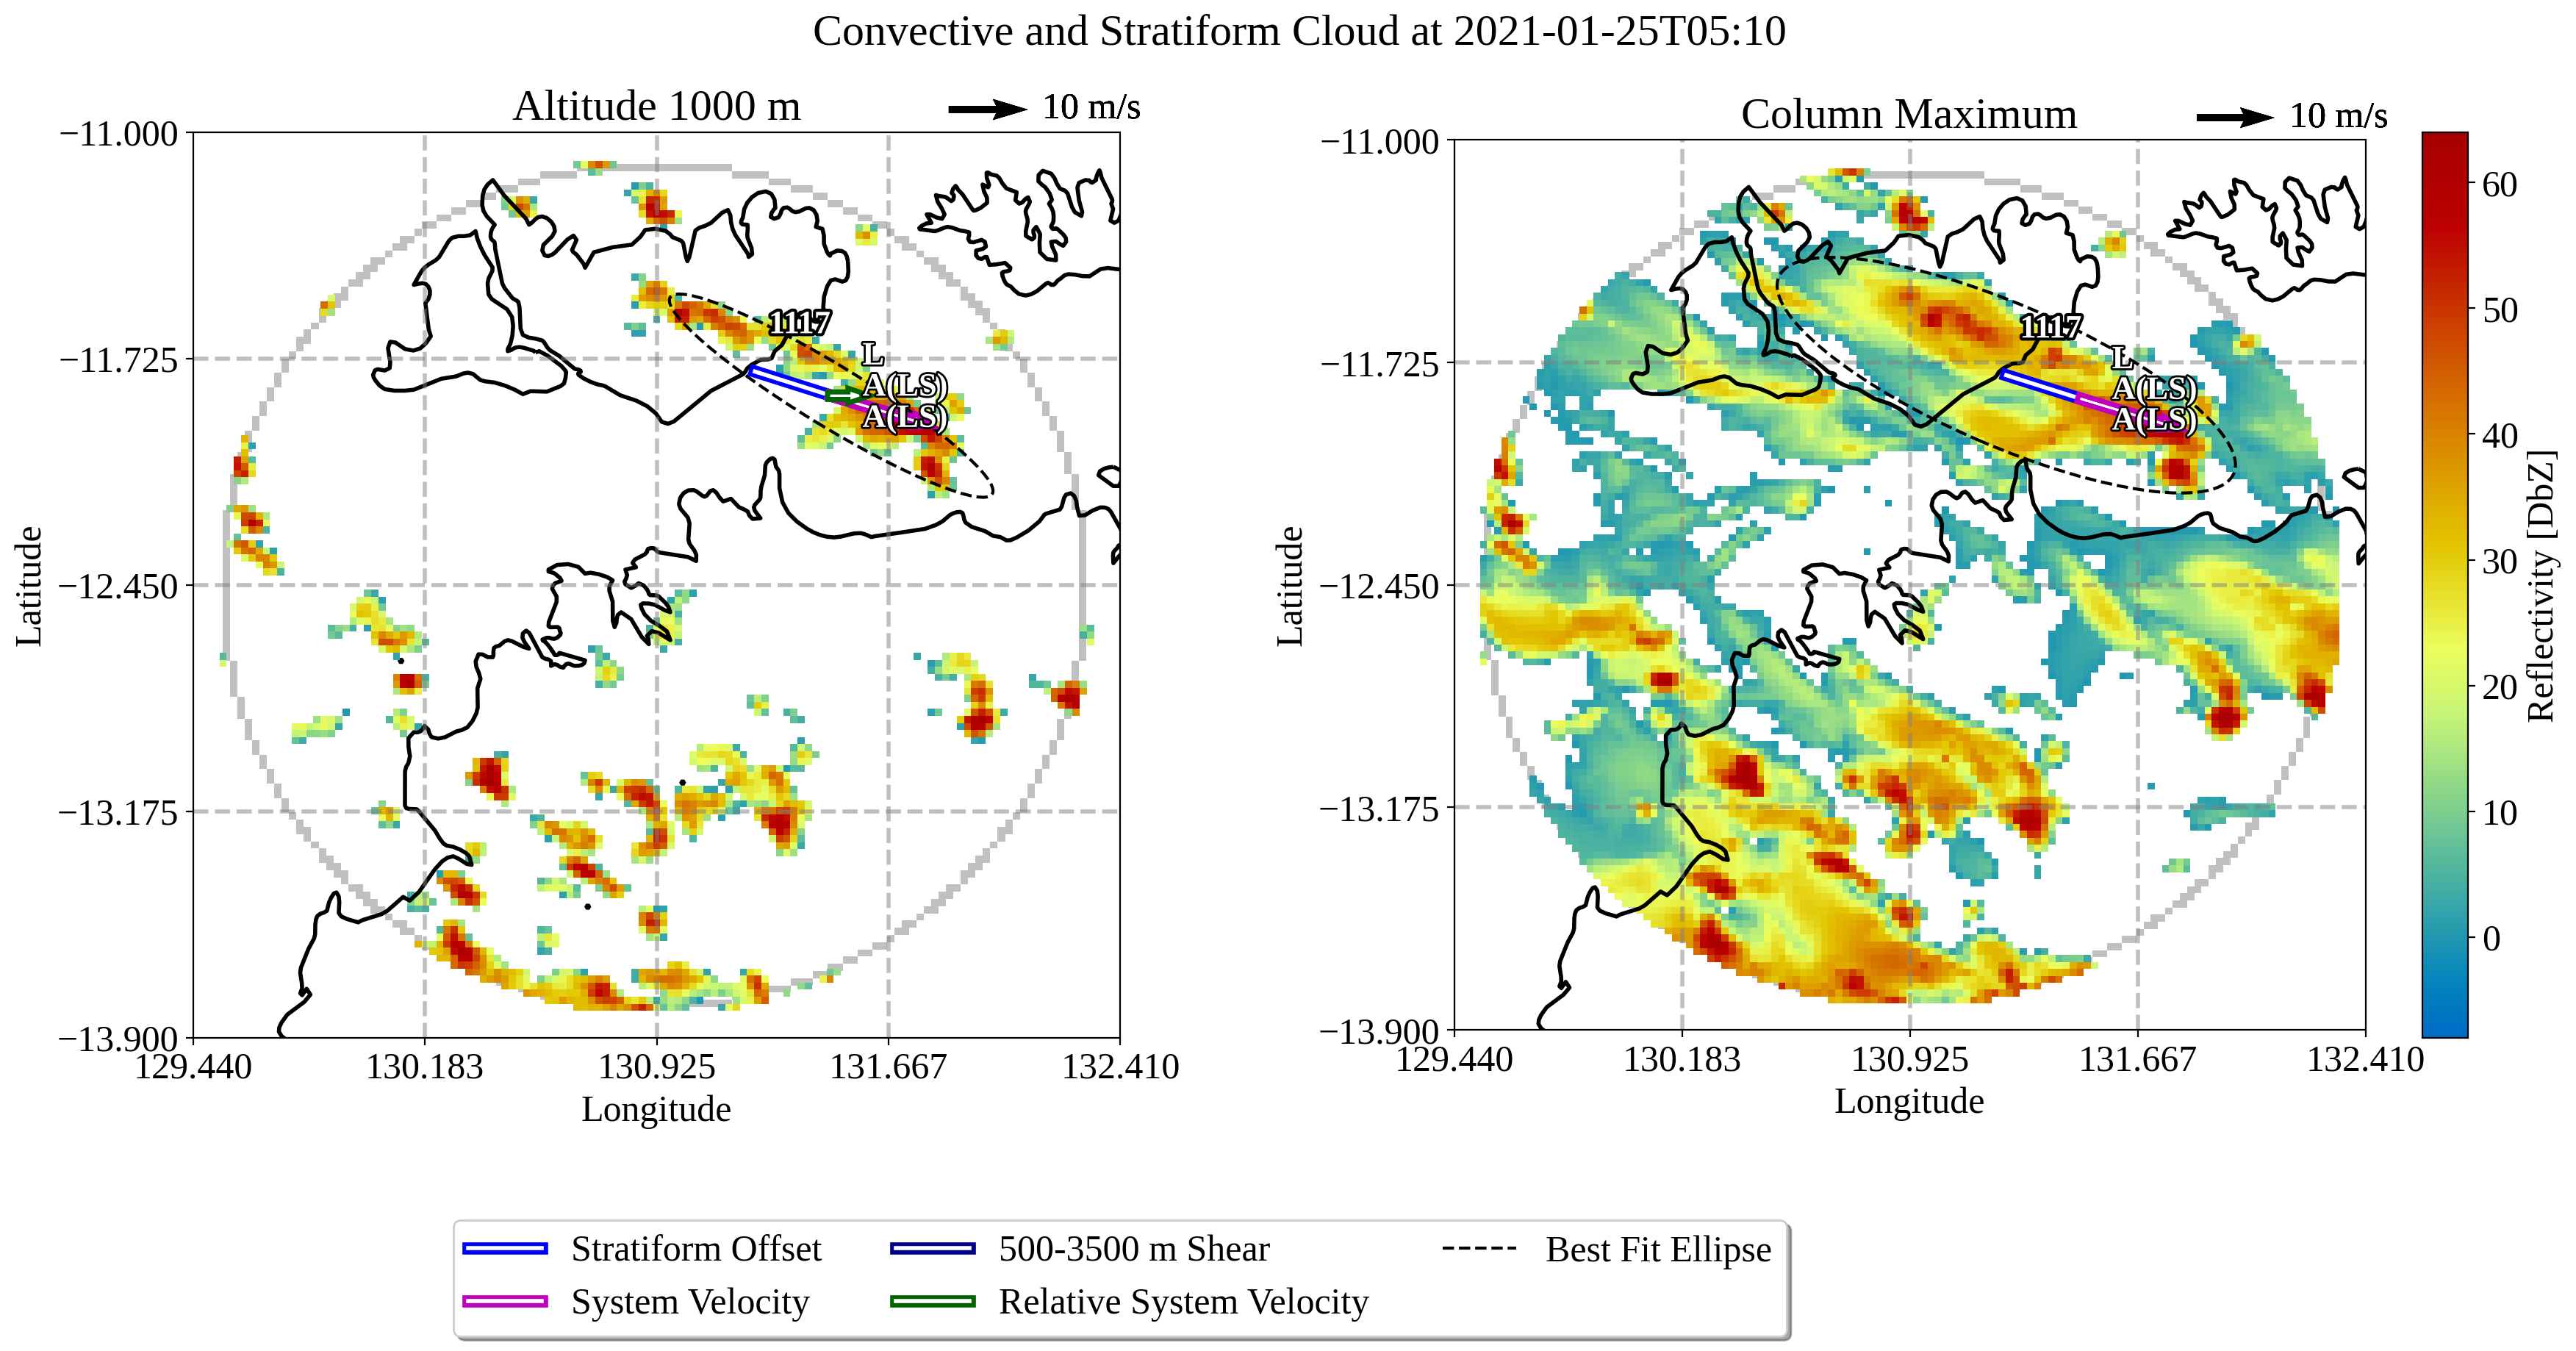 Convective and Stratiform Cloud at 2021-01-25T05:10
Altitude 1000 m
10 m/s
−11.000
−11.725
−12.450
−13.175
−13.900
Latitude
1117
L
A(LS)
A(LS)
129.440
130.183
130.925
131.667
132.410
Longitude
Column Maximum
10 m/s
−11.000
−11.725
−12.450
−13.175
−13.900
Latitude
1117
L
A(LS)
A(LS)
129.440
130.183
130.925
131.667
132.410
Longitude
60
50
40
30
20
10
0
Reflectivity [DbZ]
Stratiform Offset
System Velocity
500-3500 m Shear
Relative System Velocity
Best Fit Ellipse